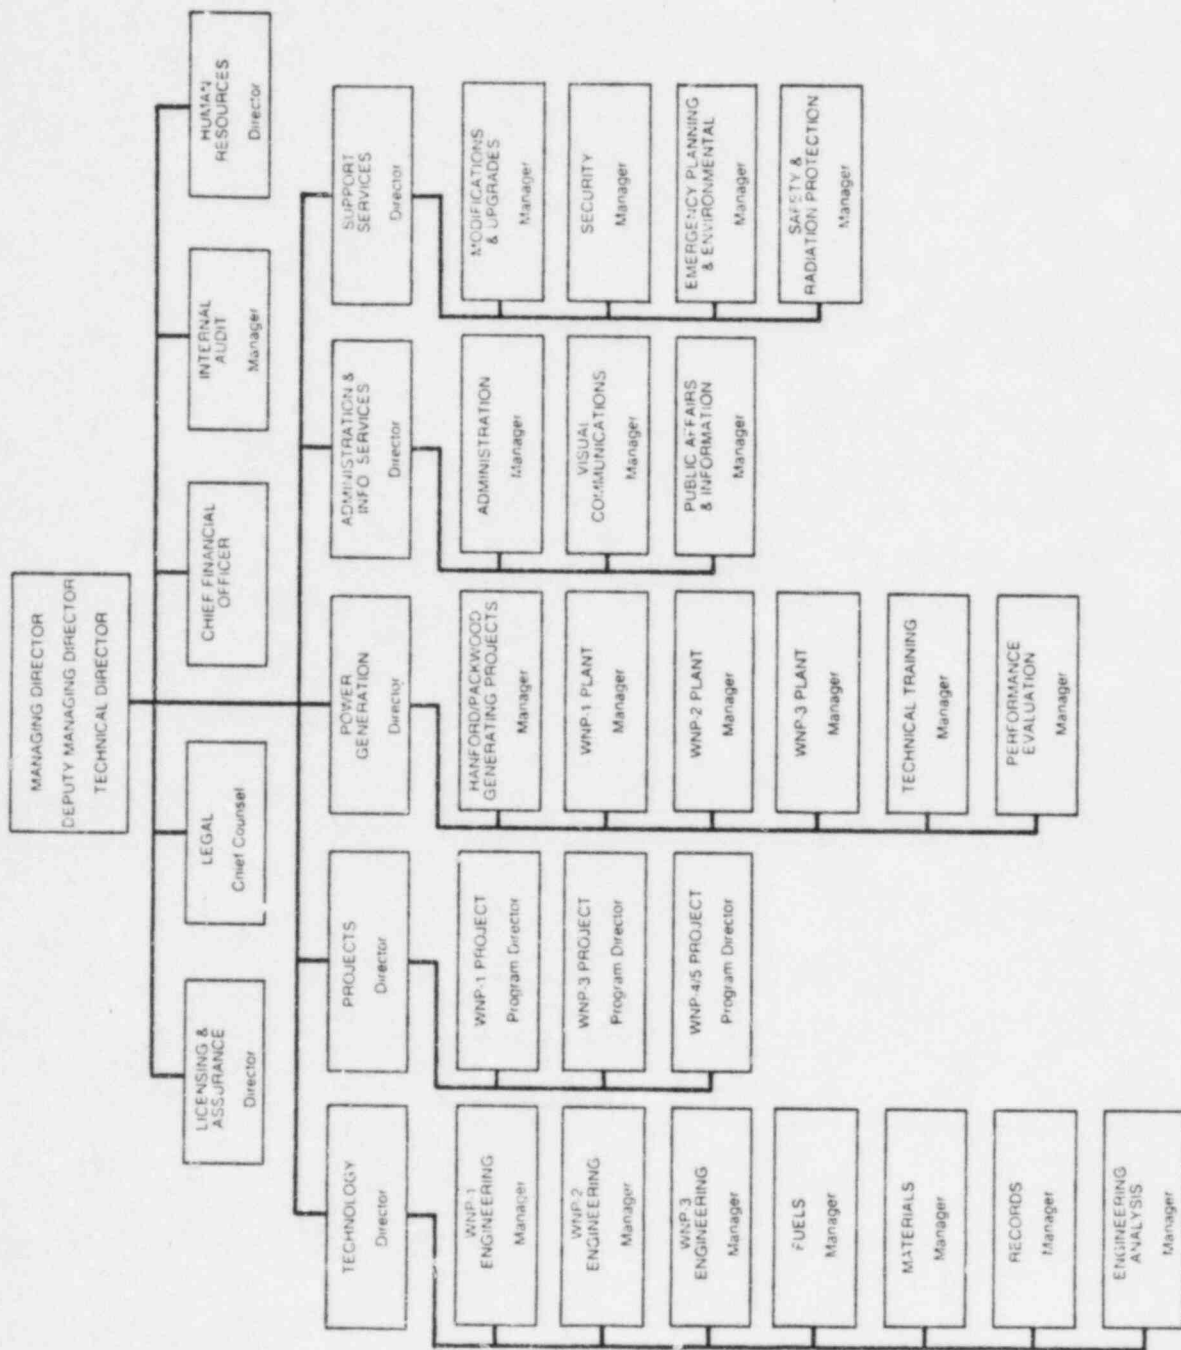 MANAGING DIRECTOR
DEPUTY MANAGING DIRECTOR
TECHNICAL DIRECTOR
LICENSING &
ASSURANCE
Director
LEGAL
Chief Counsel
CHIEF FINANCIAL
OFFICER
INTERNAL
AUDIT
Manager
HUMAN
RESOURCES
Director
TECHNOLOGY
Director
PROJECTS
Director
POWER
GENERATION
Director
ADMINISTRATION &
INFO SERVICES
Director
SUPPORT
SERVICES
Director
WNP-1
ENGINEERING
Manager
WNP-2
ENGINEERING
Manager
WNP-3
ENGINEERING
Manager
FUELS
Manager
MATERIALS
Manager
RECORDS
Manager
ENGINEERING
ANALYSIS
Manager
WNP-1 PROJECT
Program Director
WNP-3 PROJECT
Program Director
WNP-4/5 PROJECT
Program Director
HANFORD/PACKWOOD
GENERATING PROJECTS
Manager
WNP-1 PLANT
Manager
WNP-2 PLANT
Manager
WNP-3 PLANT
Manager
TECHNICAL TRAINING
Manager
PERFORMANCE
EVALUATION
Manager
ADMINISTRATION
Manager
VISUAL
COMMUNICATIONS
Manager
PUBLIC AFFAIRS
& INFORMATION
Manager
MODIFICATIONS
& UPGRADES
Manager
SECURITY
Manager
EMERGENCY PLANNING
& ENVIRONMENTAL
Manager
SAFETY &
RADIATION PROTECTION
Manager